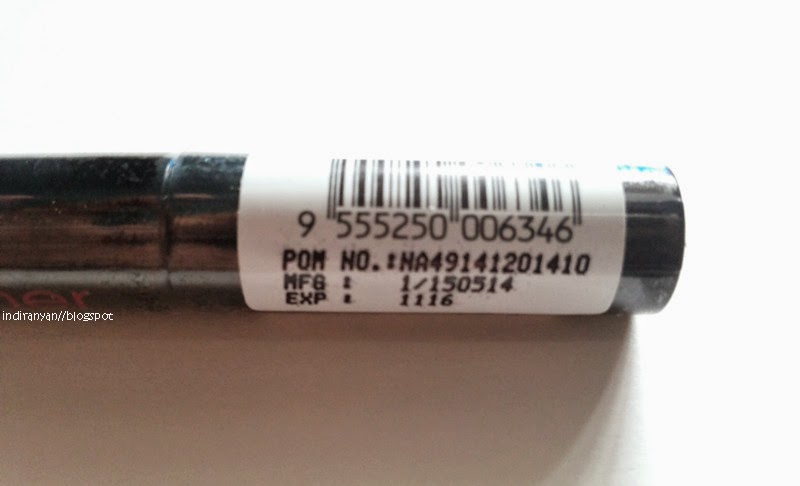 9 555250 006346
POM NO.:NA49141201410
MFG : 1/150514
EXP : 1116
indiranyan//blogspot